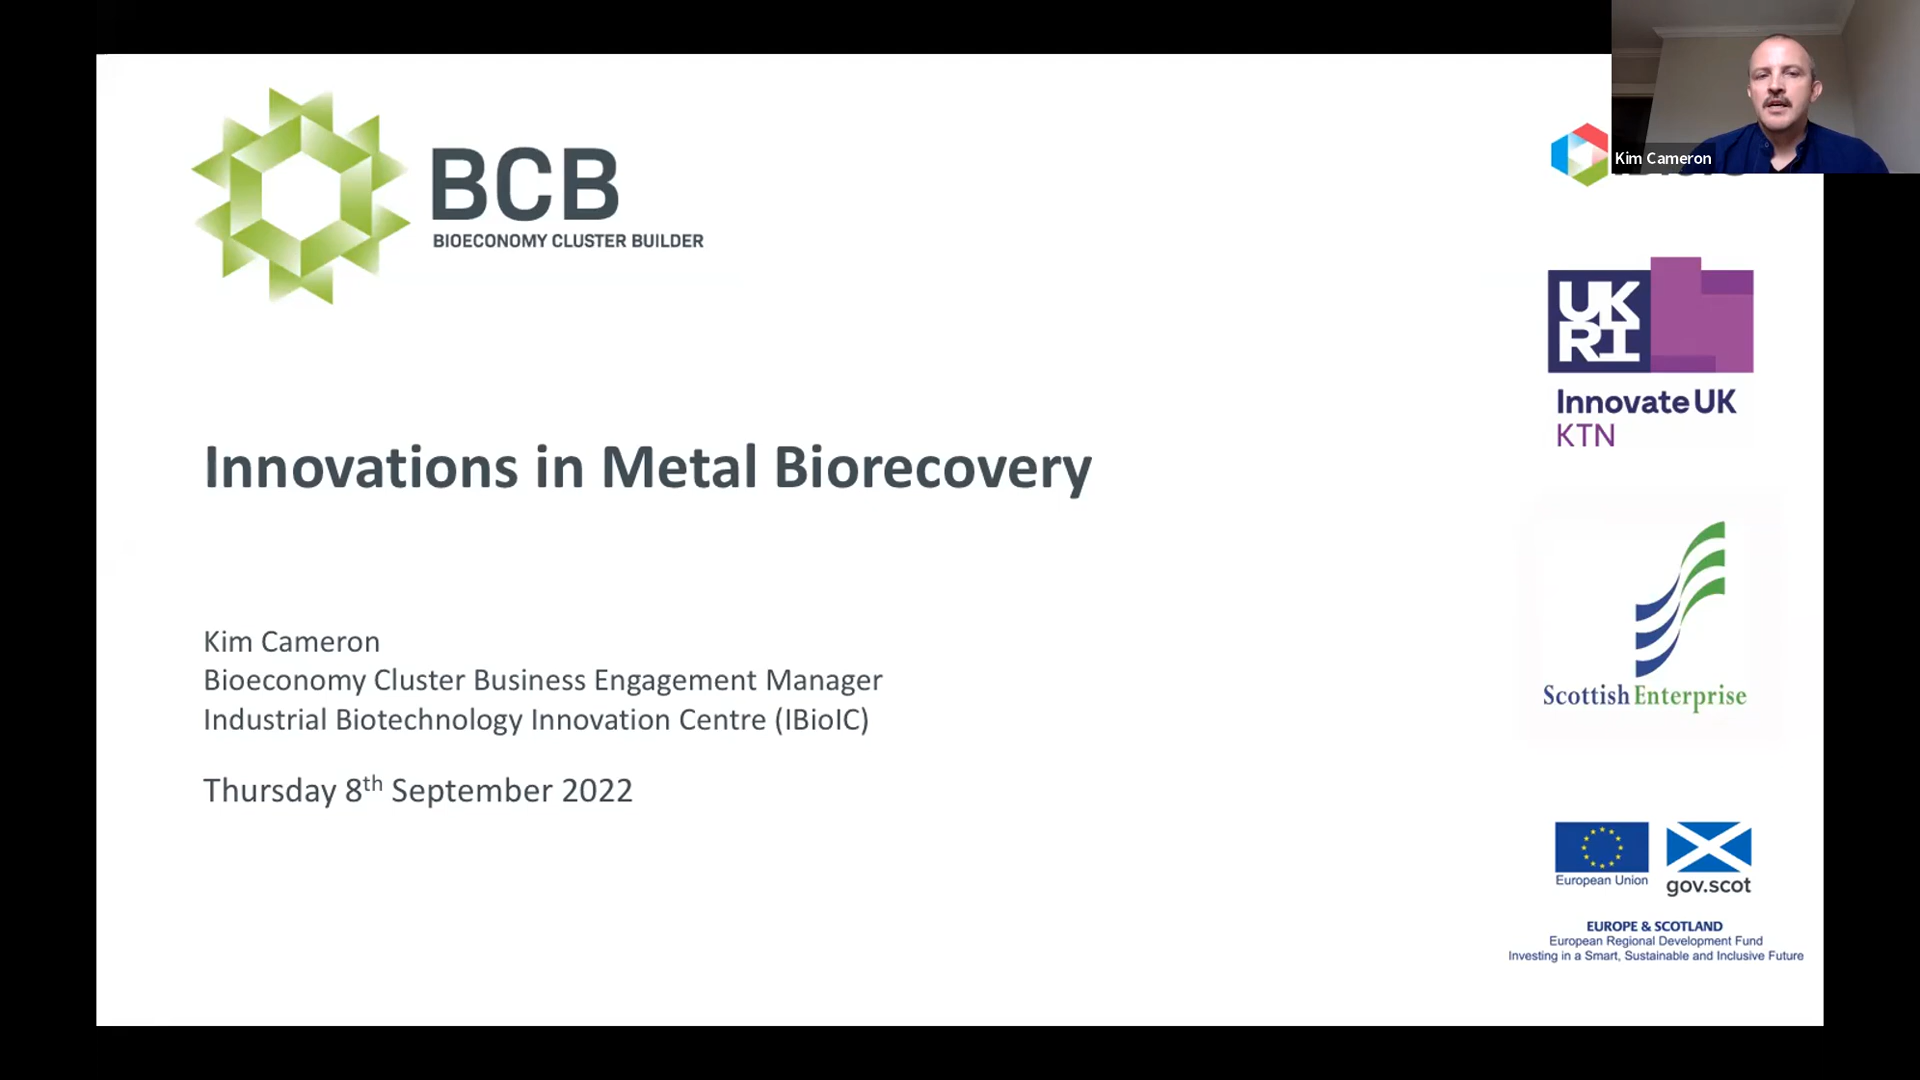 BCB
BIOECONOMY CLUSTER BUILDER
Kim Cameron
UK
RI
Innovate UK
KTN
Innovations in Metal Biorecovery
Scottish Enterprise
Kim Cameron
Bioeconomy Cluster Business Engagement Manager
Industrial Biotechnology Innovation Centre (IBioIC)
Thursday 8th September 2022
European Union
gov.scot
EUROPE & SCOTLAND
European Regional Development Fund
Investing in a Smart, Sustainable and Inclusive Future